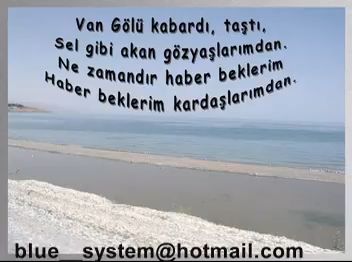 Van Gölü kabardı, taştı,
Sel gibi akan gözyaşlarımdan.
Ne zamandır haber beklerim
Haber beklerim kardaşlarımdan.
blue__system@hotmail.com